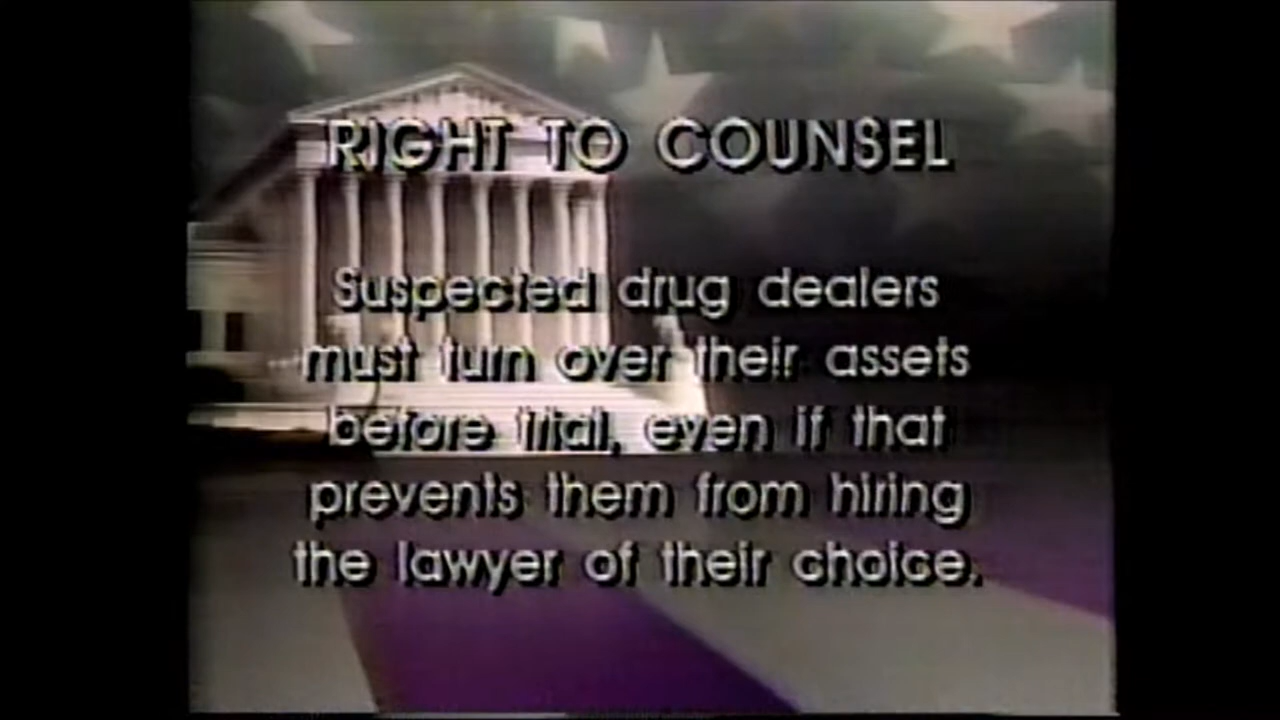 RIGHT TO COUNSEL
Suspected drug dealers
must turn over their assets
before trial, even if that
prevents them from hiring
the lawyer of their choice.